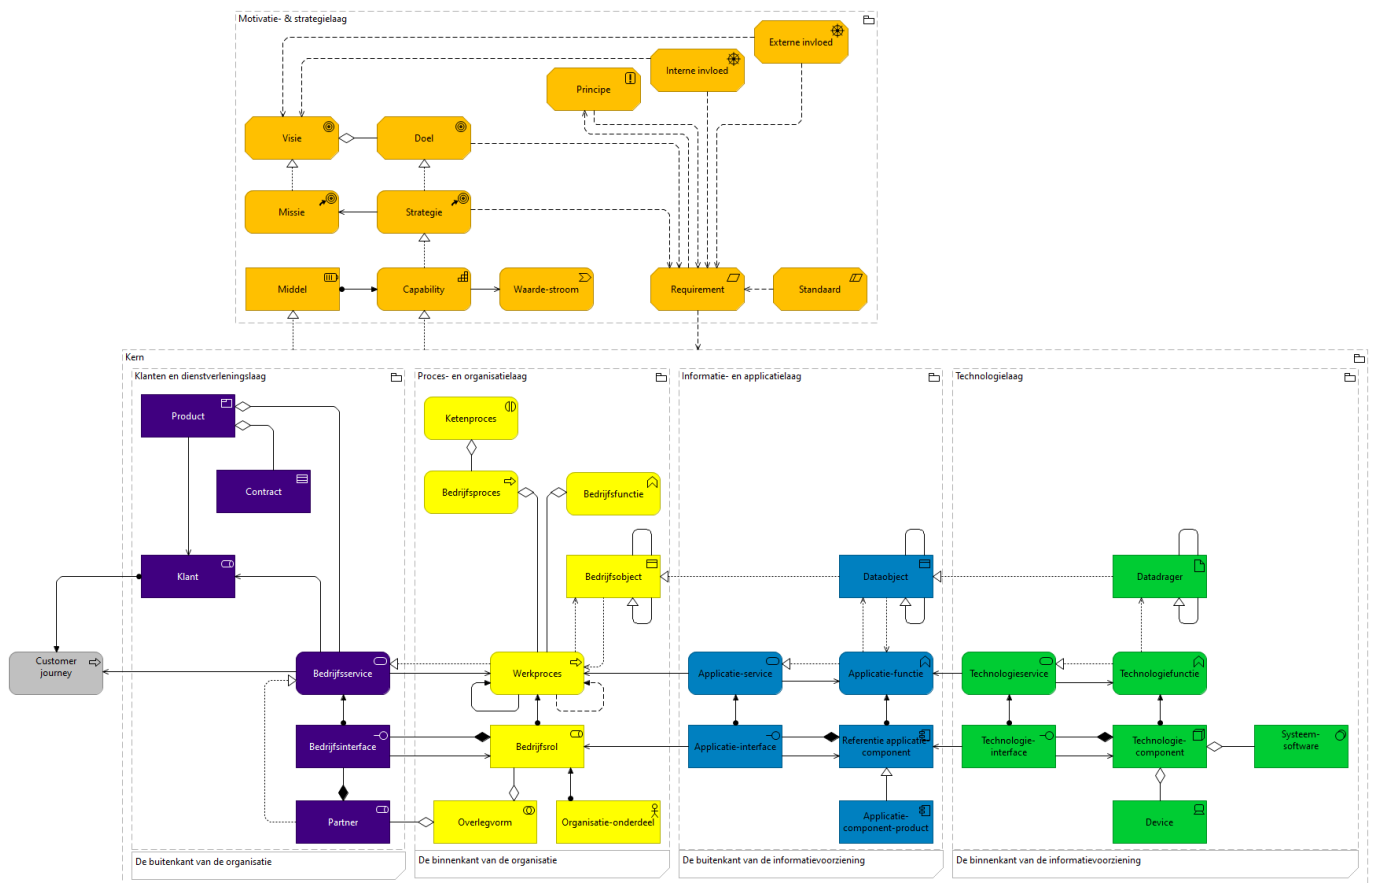 Motivatie- & strategielaag
Externe invloed
Interne invloed
Principe
Visie
Doel
Missie
Strategie
Middel
Capability
Waarde-stroom
Requirement
Standaard
Kern
Klanten en dienstverleningslaag
Proces- en organisatielaag
Informatie- en applicatielaag
Technologielaag
Product
Ketenproces
Contract
Bedrijfsproces
Bedrijfsfunctie
Klant
Bedrijfsobject
Dataobject
Datadrager
Customer
journey
Bedrijfsservice
Werkproces
Applicatie-service
Applicatie-functie
Technologieservice
Technologiefunctie
Bedrijfsinterface
Bedrijfsrol
Applicatie-interface
Referentie applicatie-
component
Technologie-
interface
Technologie-
component
Systeem-
software
Partner
Overlegvorm
Organisatie-onderdeel
Applicatie-
component-product
Device
De buitenkant van de organisatie
De binnenkant van de organisatie
De buitenkant van de informatievoorziening
De binnenkant van de informatievoorziening